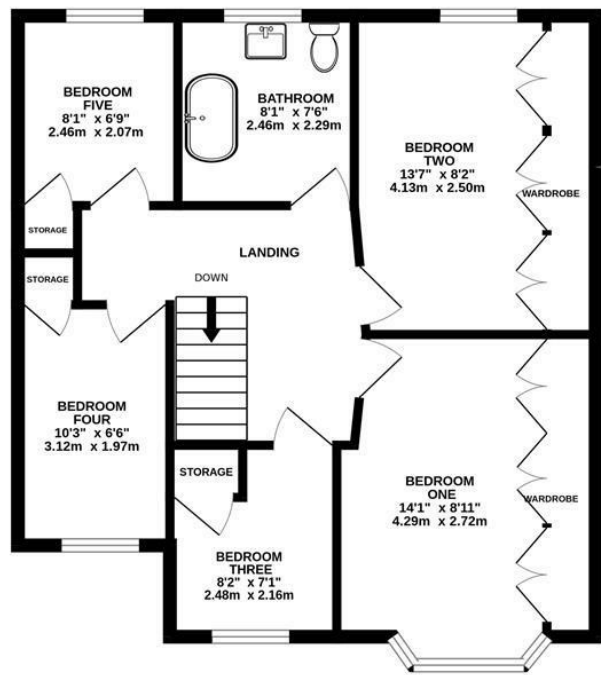 BEDROOM
FIVE
8'1" x 6'9"
2.46m x 2.07m
BATHROOM
8'1" x 7'6"
2.46m x 2.29m
BEDROOM
TWO
13'7" x 8'2"
4.13m x 2.50m
WARDROBE
STORAGE
LANDING
STORAGE
DOWN
BEDROOM
FOUR
10'3" x 6'6"
3.12m x 1.97m
STORAGE
BEDROOM
ONE
14'1" x 8'11"
4.29m x 2.72m
WARDROBE
BEDROOM
THREE
8'2" x 7'1"
2.48m x 2.16m